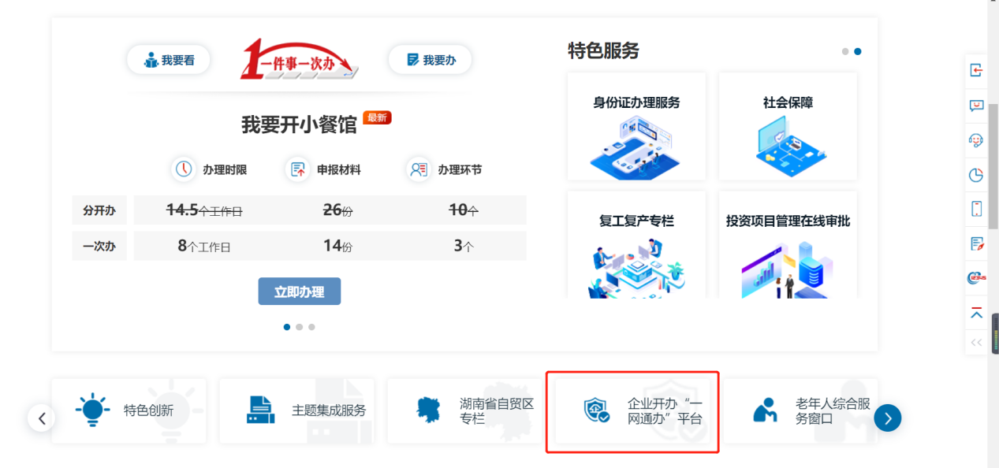 我要看
一件事一次办
我要办
特色服务
我要开小餐馆 最新
身份证办理服务
社会保障
办理时限
申报材料
办理环节
分开办 14.5个工作日 26份 10个
一次办 8个工作日 14份 3个
复工复产专栏
投资项目管理在线审批
立即办理
12345
<<
特色创新
主题集成服务
湖南省自贸区
专栏
企业开办“一
网通办”平台
老年人综合服
务窗口